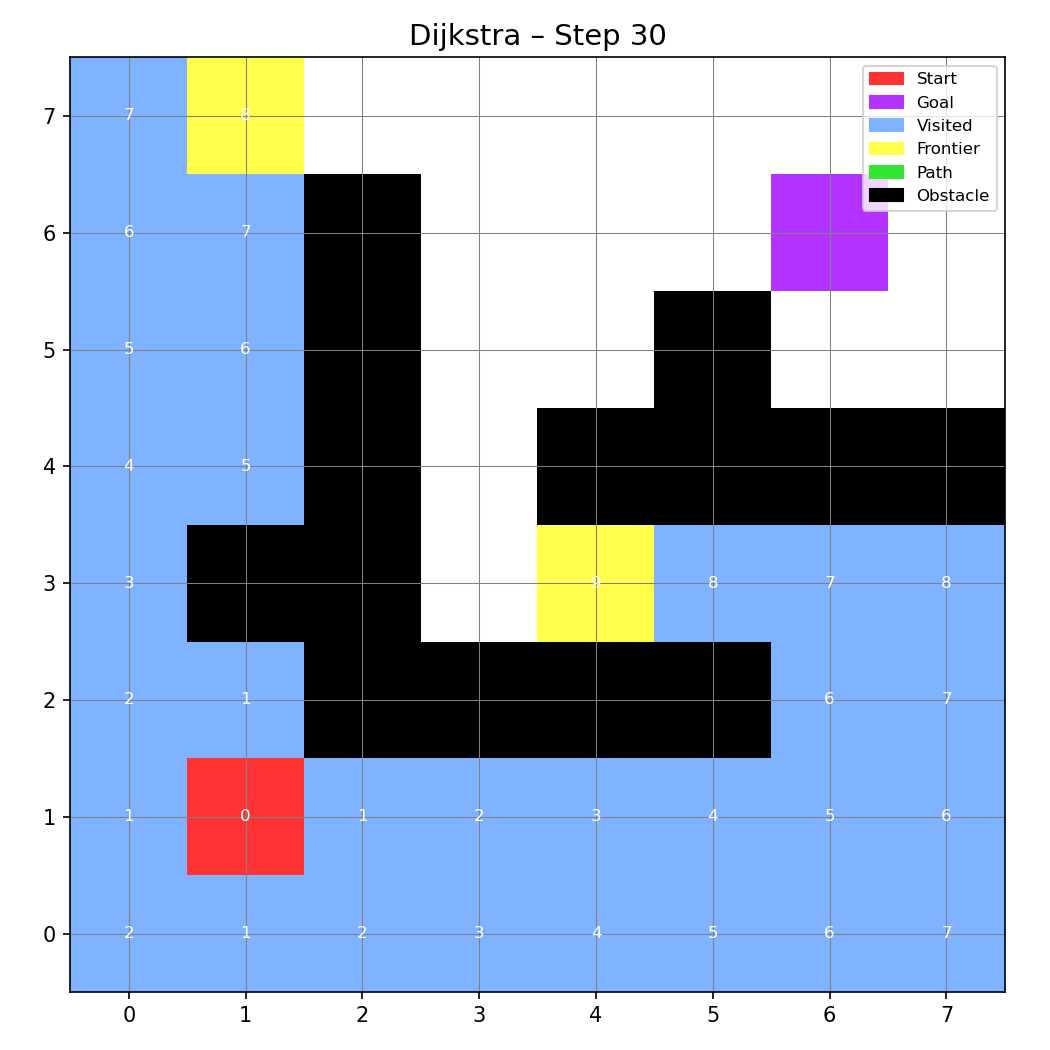 Dijkstra – Step 30
Start
Goal
Visited
Frontier
Path
Obstacle
7 7 8
6 6 7
5 5 6
4 4 5
3 3 9 8 7 8
2 2 1 6 7
1 1 0 1 2 3 4 5 6
0 2 1 2 3 4 5 6 7
0 1 2 3 4 5 6 7